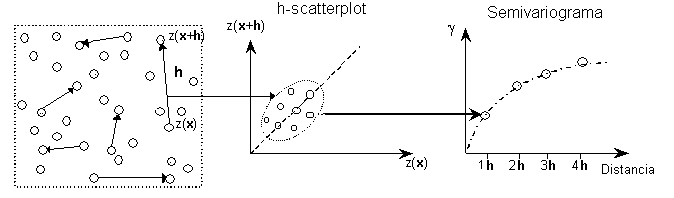 h-scatterplot
Semivariograma
z(x+h)
h
z(x)
z(x+h)
z(x)
γ
1h 2h 3h 4h
Distancia